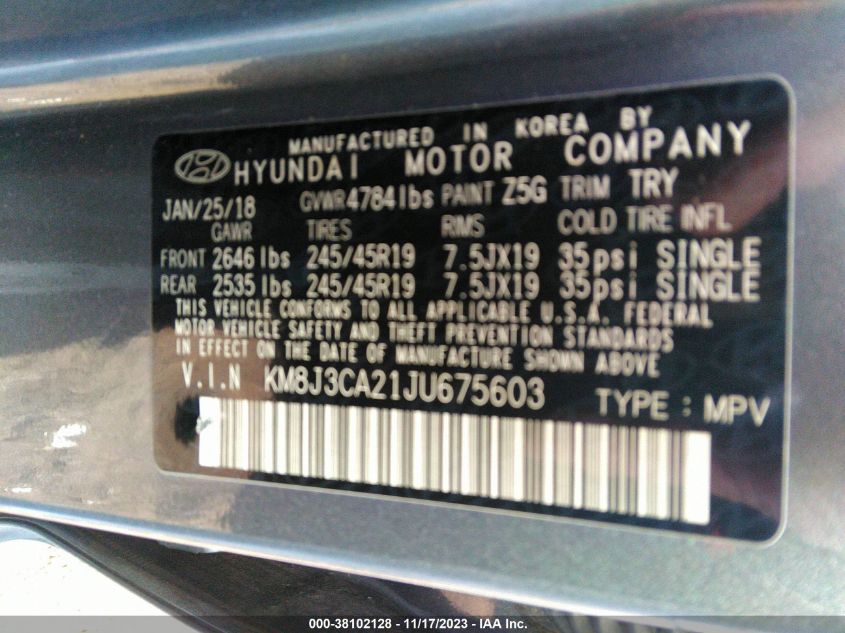 MANUFACTURED IN KOREA BY
HYUNDAI MOTOR COMPANY
JAN/25/18 GVWR 4784 lbs PAINT Z5G TRIM TRY
GAWR TIRES RIMS COLD TIRE INFL
FRONT 2646 lbs 245/45R19 7.5JX19 35psi SINGLE
REAR 2535 lbs 245/45R19 7.5JX19 35psi SINGLE
THIS VEHICLE CONFORMS TO ALL APPLICABLE U.S.A. FEDERAL
MOTOR VEHICLE SAFETY AND THEFT PREVENTION STANDARDS
IN EFFECT ON THE DATE OF MANUFACTURE SHOWN ABOVE
V.I.N KM8J3CA21JU675603 TYPE : MPV
000-38102128 — 11/17/2023 — IAA Inc.